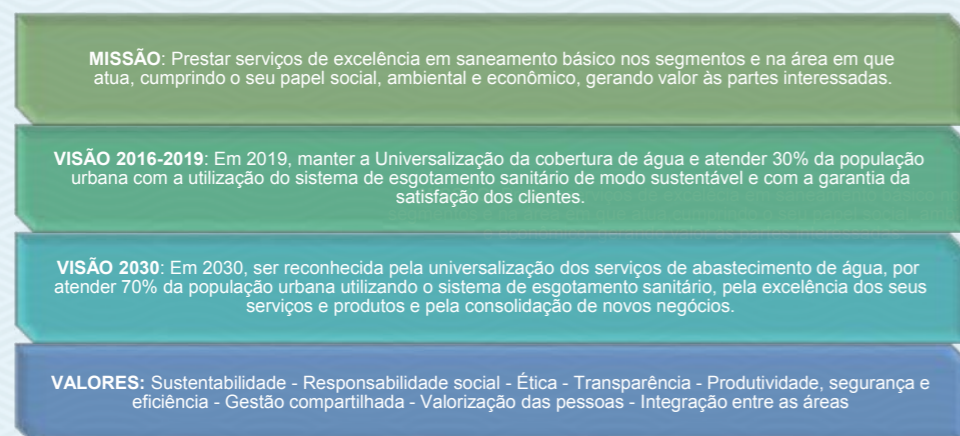 MISSÃO: Prestar serviços de excelência em saneamento básico nos segmentos e na área em que
atua, cumprindo o seu papel social, ambiental e econômico, gerando valor às partes interessadas.
VISÃO 2016-2019: Em 2019, manter a Universalização da cobertura de água e atender 30% da população
urbana com a utilização do sistema de esgotamento sanitário de modo sustentável e com a garantia da
satisfação dos clientes.
VISÃO 2030: Em 2030, ser reconhecida pela universalização dos serviços de abastecimento de água, por
atender 70% da população urbana utilizando o sistema de esgotamento sanitário, pela excelência dos seus
serviços e produtos e pela consolidação de novos negócios.
VALORES: Sustentabilidade - Responsabilidade social - Ética - Transparência - Produtividade, segurança e
eficiência - Gestão compartilhada - Valorização das pessoas - Integração entre as áreas